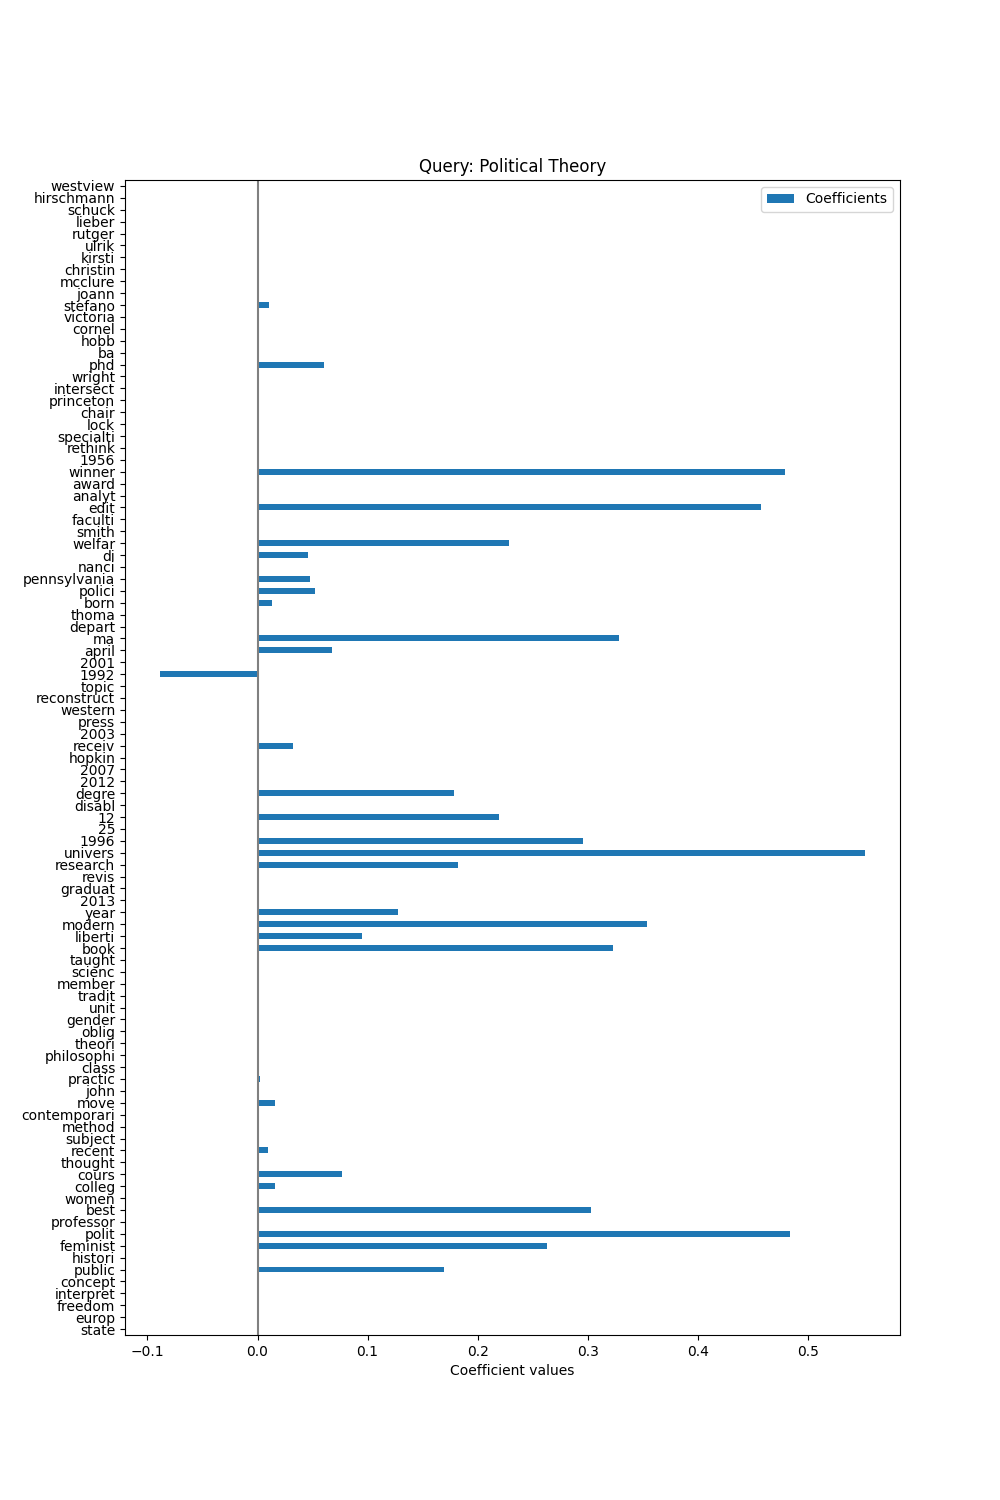 Query: Political Theory
Coefficients
westview
hirschmann
schuck
lieber
rutger
ulrik
kirsti
christin
mcclure
joann
stefano
victoria
cornel
hobb
ba
phd
wright
intersect
princeton
chair
lock
specialti
rethink
1956
winner
award
analyt
edit
faculti
smith
welfar
di
nanci
pennsylvania
polici
born
thoma
depart
ma
april
2001
1992
topic
reconstruct
western
press
2003
receiv
hopkin
2007
2012
degre
disabl
12
25
1996
univers
research
revis
graduat
2013
year
modern
liberti
book
taught
scienc
member
tradit
unit
gender
oblig
theori
philosophi
class
practic
john
move
contemporari
method
subject
recent
thought
cours
colleg
women
best
professor
polit
feminist
histori
public
concept
interpret
freedom
europ
state
−0.1 0.0 0.1 0.2 0.3 0.4 0.5
Coefficient values